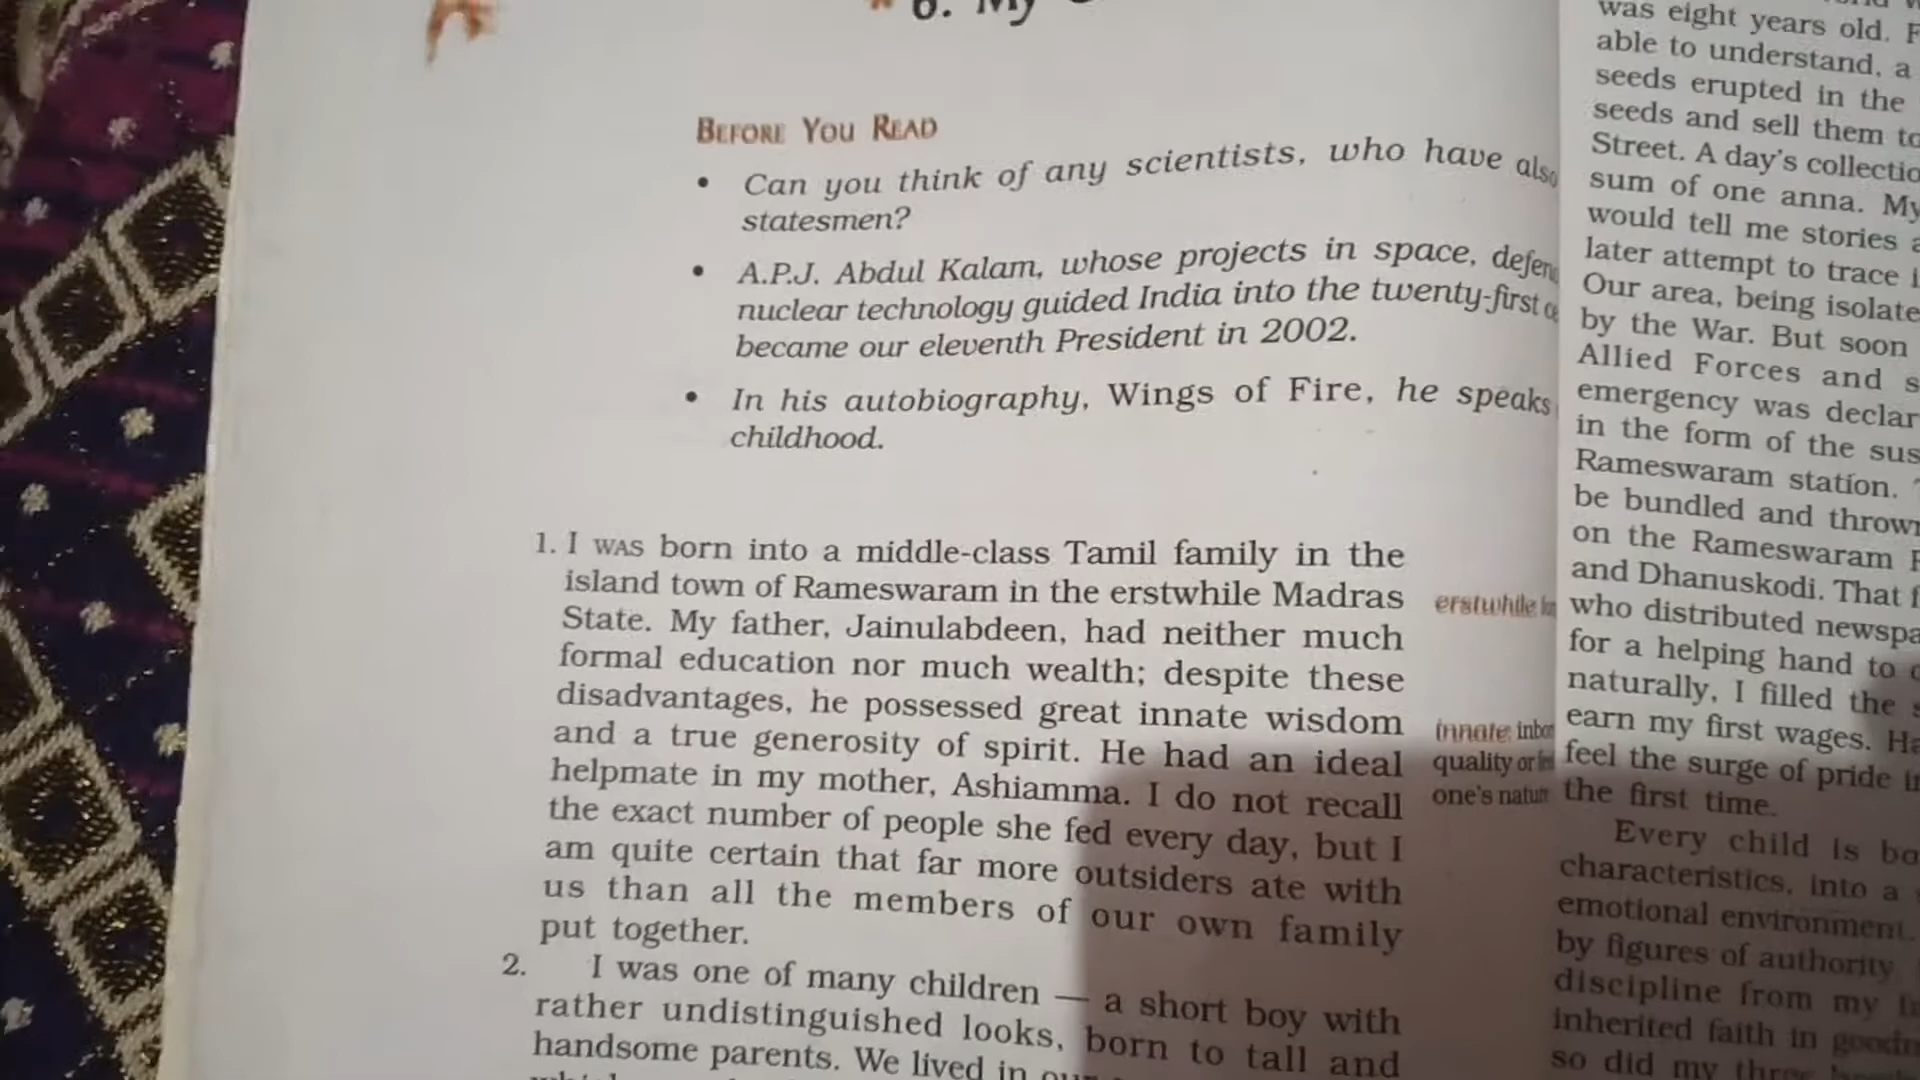 6. My
BEFORE YOU READ
• Can you think of any scientists, who have also
statesmen?
• A.P.J. Abdul Kalam, whose projects in space,
nuclear technology guided India into the twenty-first
became our eleventh President in 2002.
• In his autobiography, Wings of Fire, he speaks
childhood.
1. I WAS born into a middle-class Tamil family in the
island town of Rameswaram in the erstwhile Madras
State. My father, Jainulabdeen, had neither much
formal education nor much wealth; despite these
disadvantages, he possessed great innate wisdom
and a true generosity of spirit. He had an ideal
helpmate in my mother, Ashiamma. I do not recall
the exact number of people she fed every day, but I
am quite certain that far more outsiders ate with
us than all the members of our own family
put together.
2. I was one of many children — a short boy with
rather undistinguished looks, born to tall and
handsome parents. We lived in
erstwhile
innate:
quality or
one's
was eight years old.
able to understand, a
seeds erupted in the
seeds and sell them to
Street. A day's
sum of one anna. My
would tell me stories
later attempt to trace
Our area, being
by the War. But soon
Allied Forces and
emergency was
in the form of the
Rameswaram station.
be bundled and
on the Rameswaram
and Dhanuskodi. That
who distributed
for a helping hand to
naturally, I filled the
earn my first wages.
feel the surge of pride
the first time.
Every child is
characteristics, into a
emotional environment.
by figures of authority
discipline from my
inherited faith in
so did my three